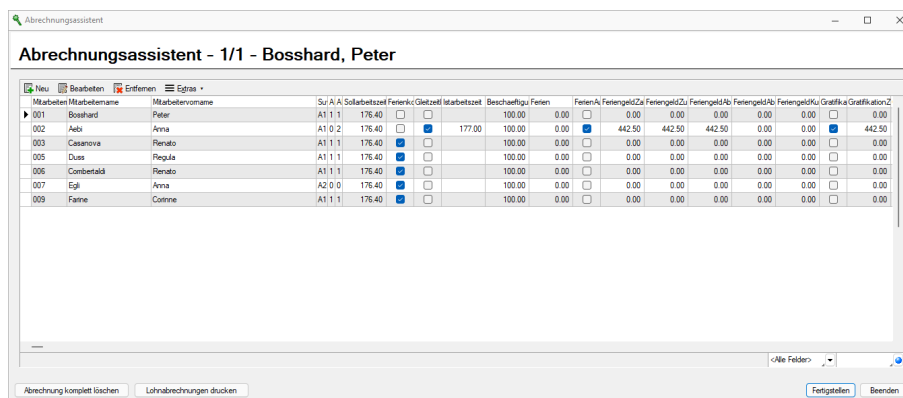 Abrechnungsassistent
Abrechnungsassistent - 1/1 - Bosshard, Peter
Neu Bearbeiten Entfernen Extras
Mitarbeiten Mitarbeitername Mitarbeitervorname Su A A Sollarbeitszeit Ferienko Gleitzeitl Istarbeitszeit Beschaeftigu Ferien FerienAu FeriengeldZa FeriengeldZu FeriengeldAb FeriengeldAb FeriengeldKu Gratifika GratifikationZ
001 Bosshard Peter A1 1 1 176.40 100.00 0.00 0.00 0.00 0.00 0.00 0.00 0.00
002 Aebi Anna A1 0 2 176.40 177.00 100.00 0.00 442.50 442.50 442.50 0.00 0.00 442.50
003 Casanova Renato A1 1 1 176.40 100.00 0.00 0.00 0.00 0.00 0.00 0.00 0.00
005 Duss Regula A1 1 1 176.40 100.00 0.00 0.00 0.00 0.00 0.00 0.00 0.00
006 Combertaldi Renato A1 1 1 176.40 100.00 0.00 0.00 0.00 0.00 0.00 0.00 0.00
007 Egli Anna A2 0 0 176.40 100.00 0.00 0.00 0.00 0.00 0.00 0.00 0.00
009 Farine Corinne A1 1 1 176.40 100.00 0.00 0.00 0.00 0.00 0.00 0.00 0.00
<Alle Felder>
Abrechnung komplett löschen Lohnabrechnungen drucken Fertigstellen Beenden